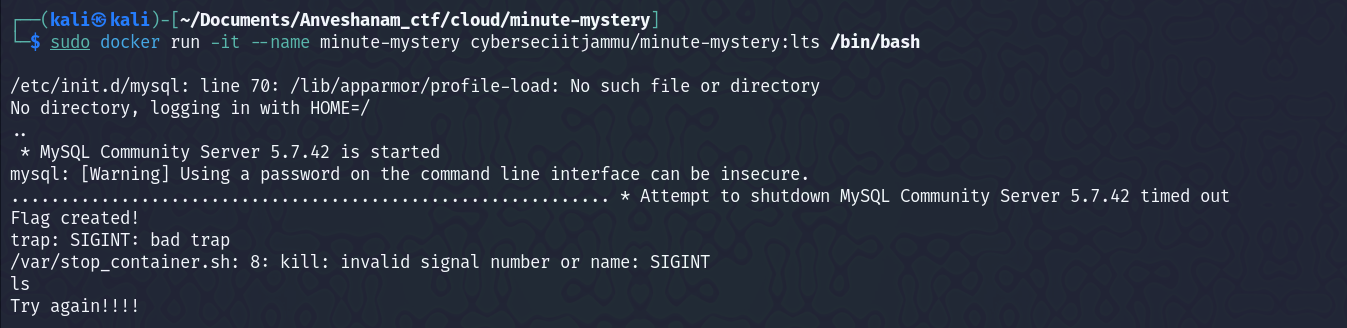 ┌──(kali㉿kali)-[~/Documents/Anveshanam_ctf/cloud/minute-mystery]
└─$ sudo docker run -it --name minute-mystery cyberseciitjammu/minute-mystery:lts /bin/bash
/etc/init.d/mysql: line 70: /lib/apparmor/profile-load: No such file or directory
No directory, logging in with HOME=/
..
 * MySQL Community Server 5.7.42 is started
mysql: [Warning] Using a password on the command line interface can be insecure.
............................................................ * Attempt to shutdown MySQL Community Server 5.7.42 timed out
Flag created!
trap: SIGINT: bad trap
/var/stop_container.sh: 8: kill: invalid signal number or name: SIGINT
ls
Try again!!!!